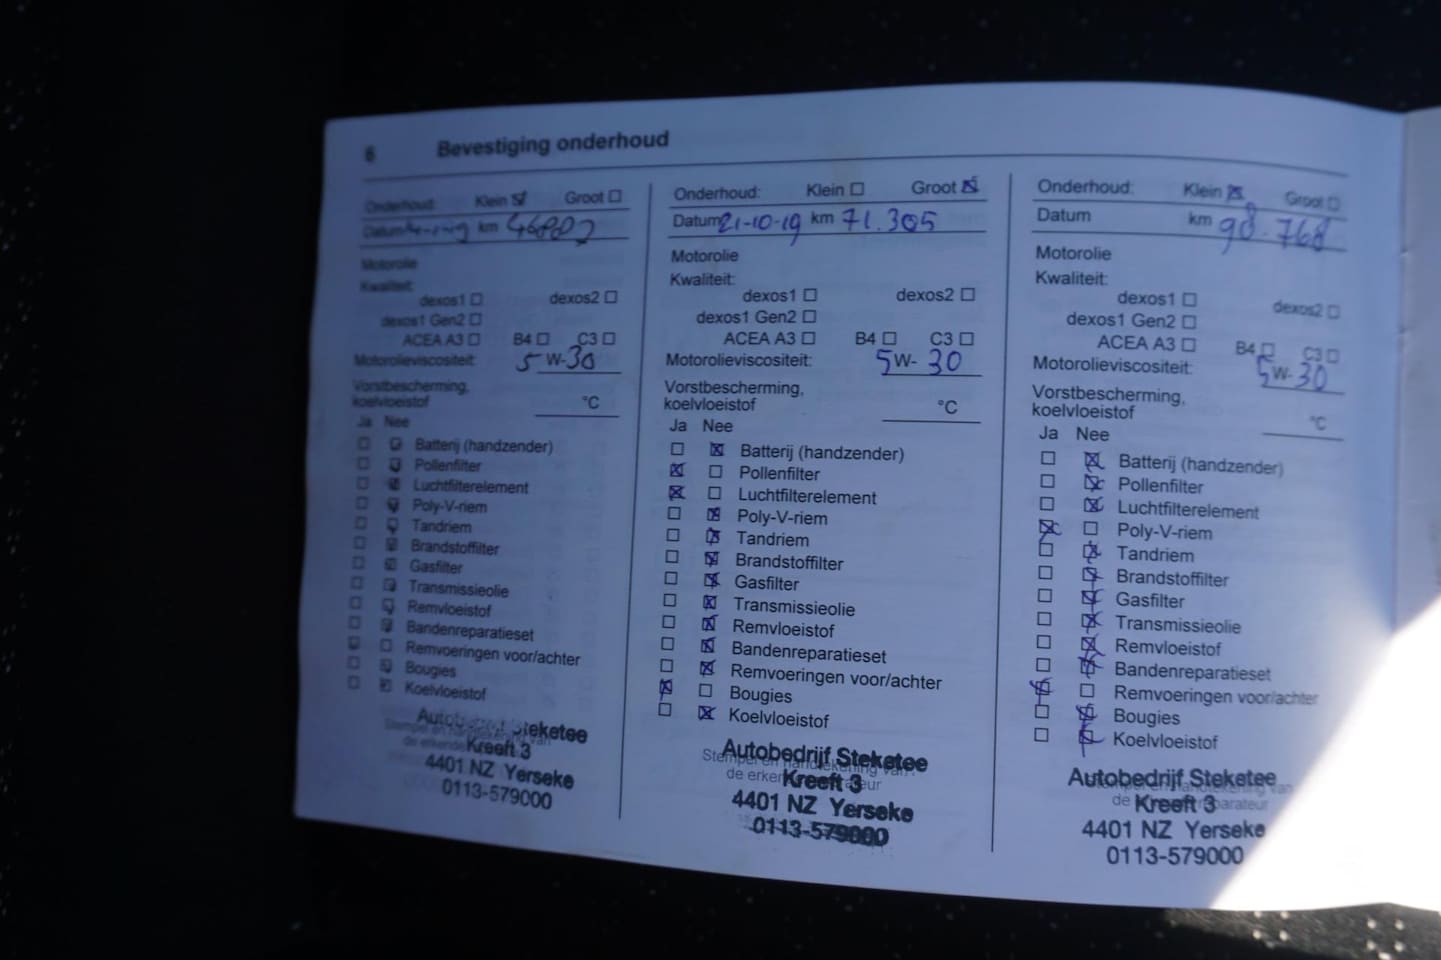 6 Bevestiging onderhoud
Onderhoud: Klein Groot
Datum km
Motorolie
Kwaliteit:
dexos1 dexos2
dexos1 Gen2
ACEA A3 B4 C3
Motorolieviscositeit: 5 W-30
Vorstbescherming,
koelvloeistof °C
Ja Nee
Batterij (handzender)
Pollenfilter
Luchtfilterelement
Poly-V-riem
Tandriem
Brandstoffilter
Gasfilter
Transmissieolie
Remvloeistof
Bandenreparatieset
Remvoeringen voor/achter
Bougies
Koelvloeistof
Autobedrijf Steketee
Kreeft 3
4401 NZ Yerseke
0113-579000
Onderhoud: Klein Groot
Datum 21-10-19 km 71.305
Motorolie
Kwaliteit:
dexos1 dexos2
dexos1 Gen2
ACEA A3 B4 C3
Motorolieviscositeit: 5W-30
Vorstbescherming,
koelvloeistof °C
Ja Nee
Batterij (handzender)
Pollenfilter
Luchtfilterelement
Poly-V-riem
Tandriem
Brandstoffilter
Gasfilter
Transmissieolie
Remvloeistof
Bandenreparatieset
Remvoeringen voor/achter
Bougies
Koelvloeistof
Autobedrijf Steketee
Stempel en handtekening van
de Kreeft 3
4401 NZ Yerseke
0113-579000
Onderhoud: Klein Groot
Datum km 98.768
Motorolie
Kwaliteit:
dexos1 dexos2
dexos1 Gen2
ACEA A3 B4 C3
Motorolieviscositeit: 5W-30
Vorstbescherming,
koelvloeistof °C
Ja Nee
Batterij (handzender)
Pollenfilter
Luchtfilterelement
Poly-V-riem
Tandriem
Brandstoffilter
Gasfilter
Transmissieolie
Remvloeistof
Bandenreparatieset
Remvoeringen voor/achter
Bougies
Koelvloeistof
Autobedrijf Steketee
de Kreeft 3
4401 NZ Yerseke
0113-579000